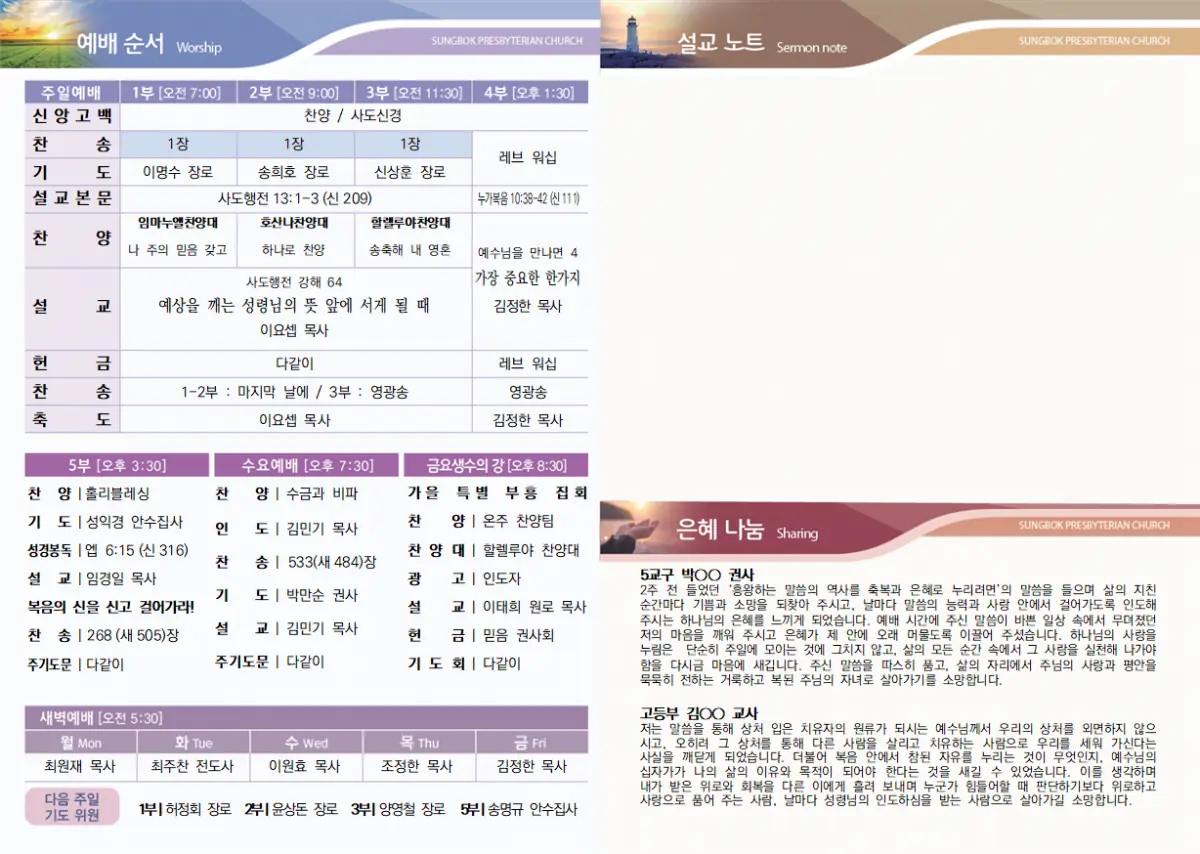 예배 순서 Worship
SUNGBOK PRESBYTERIAN CHURCH
주일예배 1부 [오전 7:00] 2부 [오전 9:00] 3부 [오전 11:30] 4부 [오후 1:30]
신앙고백 찬양 / 사도신경
찬 송 1장 1장 1장
레브 워십
기 도 이명수 장로 송희호 장로 신상훈 장로
설교본문 사도행전 13:1-3 (신 209) 누가복음 10:38-42 (신 111)
찬 양 임마누엘찬양대 호산나찬양대 할렐루야찬양대
나 주의 믿음 갖고 하나로 찬양 송축해 내 영혼
예수님을 만나면 4
가장 중요한 한가지
김정한 목사
설 교 사도행전 강해 64
예상을 깨는 성령님의 뜻 앞에 서게 될 때
이요셉 목사
헌 금 다같이 레브 워십
찬 송 1-2부 : 마지막 날에 / 3부 : 영광송 영광송
축 도 이요셉 목사 김정한 목사
5부 [오후 3:30]
찬 양 | 홀리블레싱
기 도 | 성익경 안수집사
성경봉독 | 엡 6:15 (신 316)
설 교 | 임경일 목사
복음의 신을 신고 걸어가라!
찬 송 | 268 (새 505)장
주기도문 | 다같이
수요예배 [오후 7:30]
찬 양 | 수금과 비파
인 도 | 김민기 목사
찬 송 | 533(새 484)장
기 도 | 박만순 권사
설 교 | 김민기 목사
주기도문 | 다같이
금요생수의 강 [오후 8:30]
가을 특별 부흥 집회
찬 양 | 온주 찬양팀
찬 양 대 | 할렐루야 찬양대
광 고 | 인도자
설 교 | 이태희 원로 목사
헌 금 | 믿음 권사회
기 도 회 | 다같이
새벽예배 [오전 5:30]
월 Mon 화 Tue 수 Wed 목 Thu 금 Fri
최원재 목사 최주찬 전도사 이원효 목사 조정한 목사 김정한 목사
다음 주일
기도 위원
1부 | 허정회 장로 2부 | 윤상돈 장로 3부 | 양영철 장로 5부 | 송명규 안수집사
설교 노트 Sermon note
SUNGBOK PRESBYTERIAN CHURCH
은혜 나눔 Sharing
SUNGBOK PRESBYTERIAN CHURCH
5교구 박○○ 권사
2주 전 들었던 '흥왕하는 말씀의 역사를 축복과 은혜로 누리려면'의 말씀을 들으며 삶의 지친
순간마다 기쁨과 소망을 되찾아 주시고, 날마다 말씀의 능력과 사랑 안에서 걸어가도록 인도해
주시는 하나님의 은혜를 느끼게 되었습니다. 예배 시간에 주신 말씀이 바쁜 일상 속에서 무뎌졌던
저의 마음을 깨워 주시고 은혜가 제 안에 오래 머물도록 이끌어 주셨습니다. 하나님의 사랑을
누림은 단순히 주일에 모이는 것에 그치지 않고, 삶의 모든 순간 속에서 그 사랑을 실천해 나가야
함을 다시금 마음에 새깁니다. 주신 말씀을 따스히 품고, 삶의 자리에서 주님의 사랑과 평안을
묵묵히 전하는 거룩하고 복된 주님의 자녀로 살아가기를 소망합니다.
고등부 김○○ 교사
저는 말씀을 통해 상처 입은 치유자의 원류가 되시는 예수님께서 우리의 상처를 외면하지 않으
시고, 오히려 그 상처를 통해 다른 사람을 살리고 치유하는 사람으로 우리를 세워 가신다는
사실을 깨닫게 되었습니다. 더불어 복음 안에서 참된 자유를 누리는 것이 무엇인지, 예수님의
십자가가 나의 삶의 이유와 목적이 되어야 한다는 것을 새길 수 있었습니다. 이를 생각하며
내가 받은 위로와 회복을 다른 이에게 흘려 보내며 누군가 힘들어할 때 판단하기보다 위로하고
사랑으로 품어 주는 사람, 날마다 성령님의 인도하심을 받는 사람으로 살아가길 소망합니다.